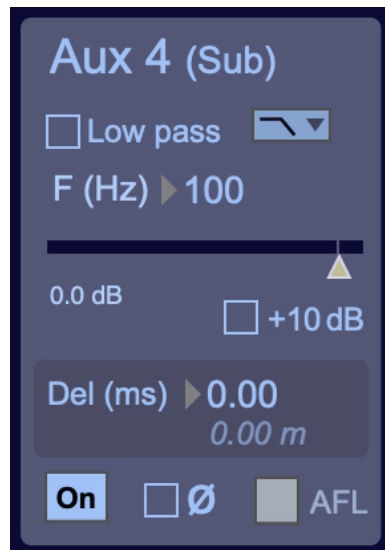 Aux 4 (Sub)
Low pass
F (Hz) 100
0.0 dB
+10 dB
Del (ms) 0.00
0.00 m
On Ø AFL